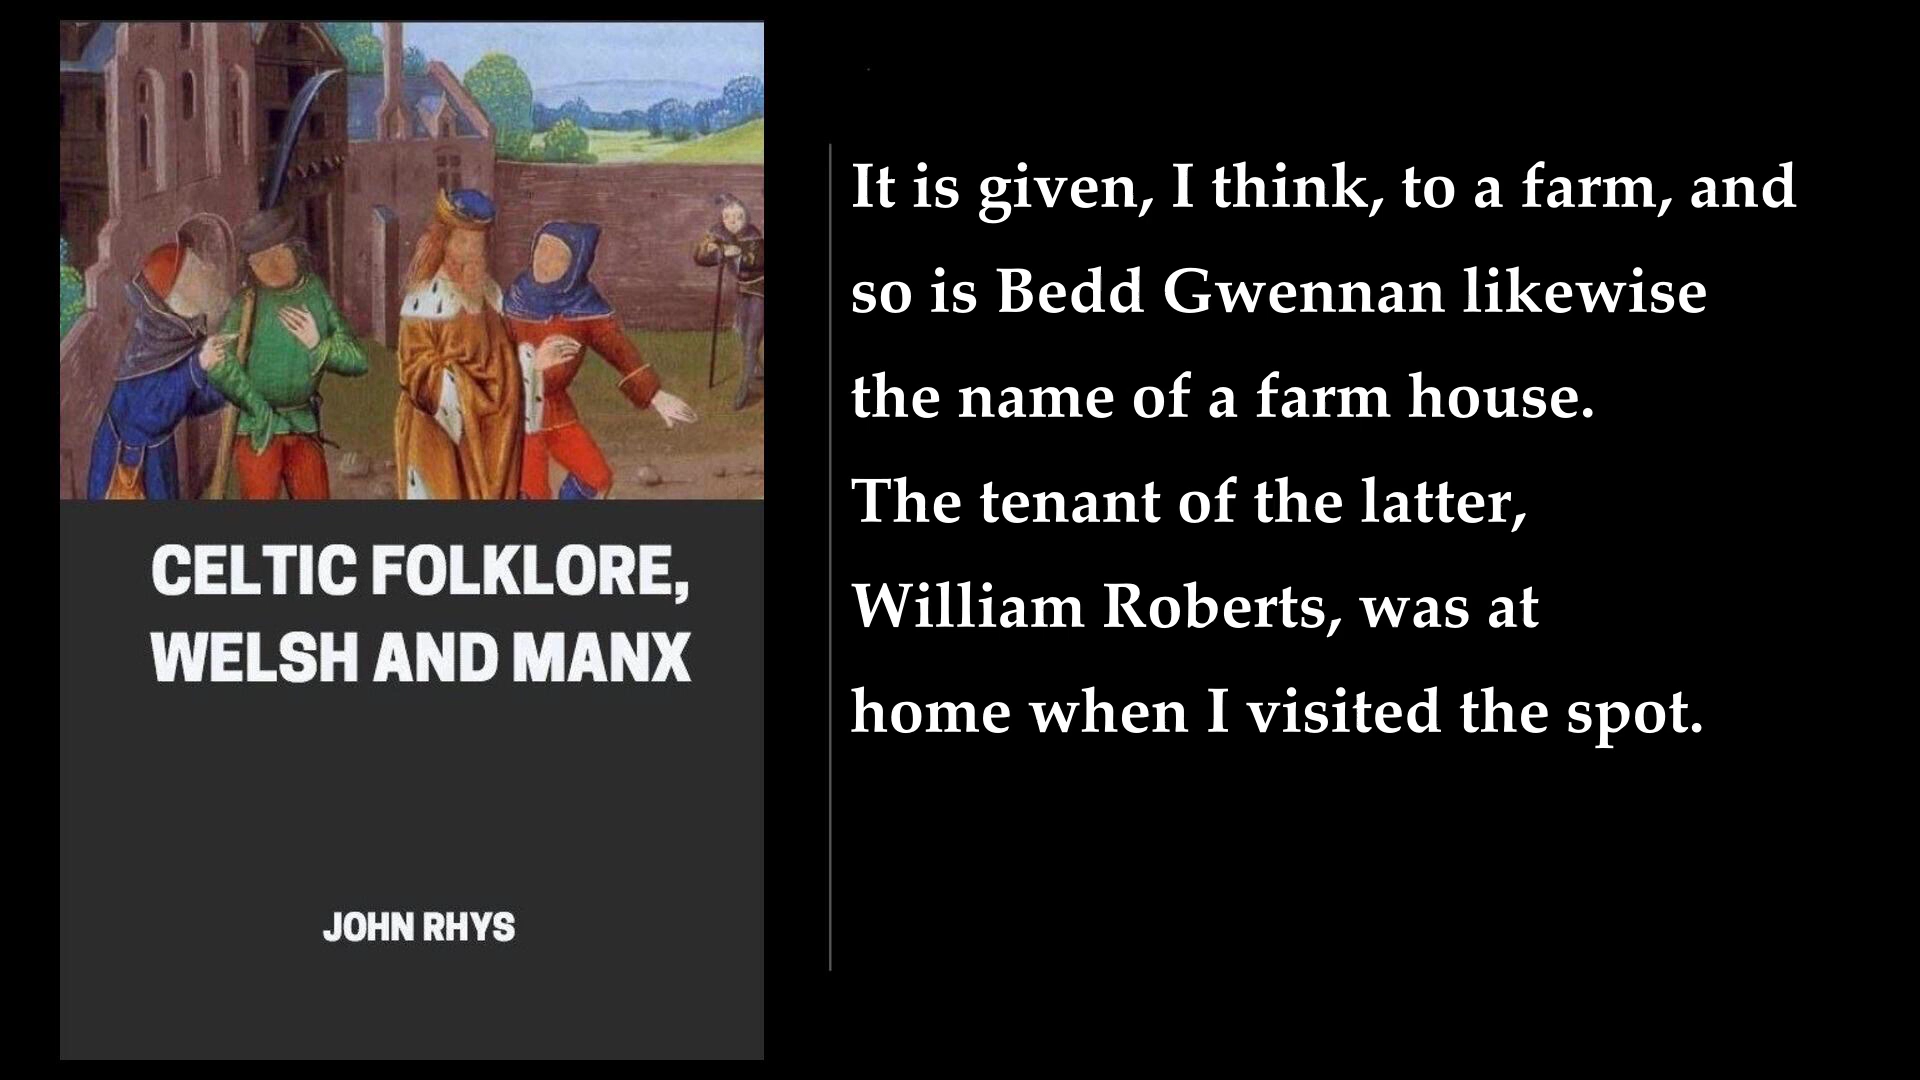 CELTIC FOLKLORE,
WELSH AND MANX
JOHN RHYS
It is given, I think, to a farm, and
so is Bedd Gwennan likewise
the name of a farm house.
The tenant of the latter,
William Roberts, was at
home when I visited the spot.